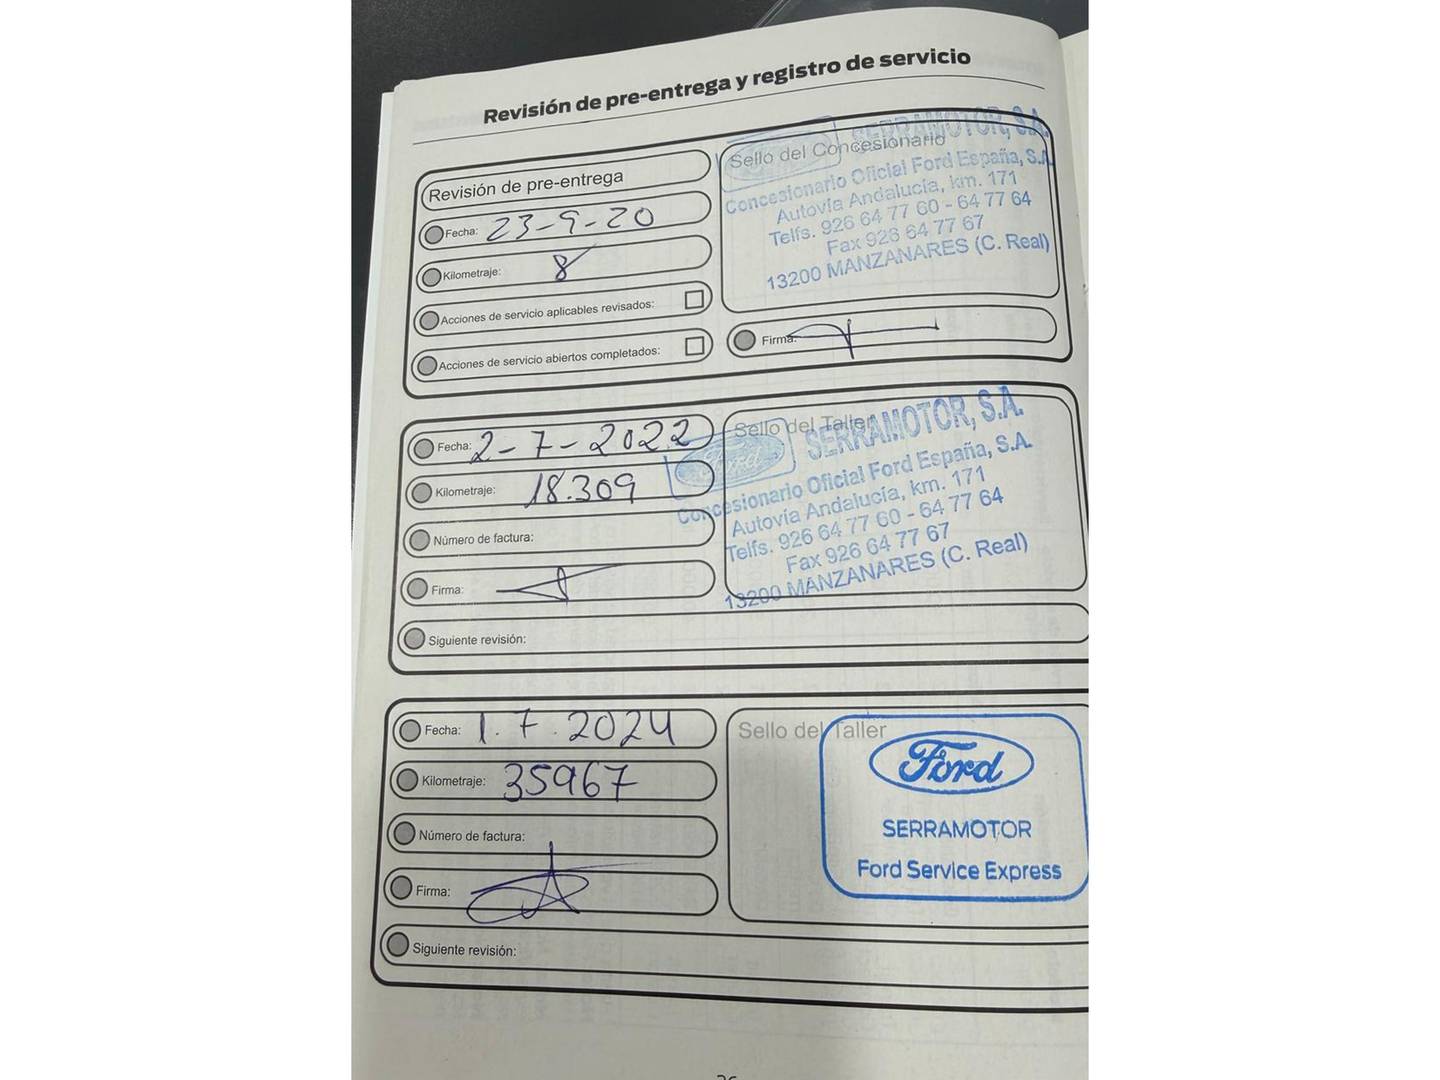 Revisión de pre-entrega y registro de servicio
Revisión de pre-entrega
Fecha: 23-9-20
Kilometraje: 8
Acciones de servicio aplicables revisados:
Acciones de servicio abiertos completados:
Sello del Concesionario
SERRAMOTOR, S.A.
Concesionario Oficial Ford España, S.A.
Autovía Andalucía, km. 171
Telfs. 926 64 77 60 - 64 77 64
Fax 926 64 77 67
13200 MANZANARES (C. Real)
Firma:
Fecha: 2-7-2022
Kilometraje: 18.309
Número de factura:
Firma:
Siguiente revisión:
Sello del Taller
Ford
SERRAMOTOR, S.A.
Concesionario Oficial Ford España, S.A.
Autovía Andalucía, km. 171
Telfs. 926 64 77 60 - 64 77 64
Fax 926 64 77 67
13200 MANZANARES (C. Real)
Fecha: 1.7.2024
Kilometraje: 35967
Número de factura:
Firma:
Siguiente revisión:
Sello del Taller
Ford
SERRAMOTOR
Ford Service Express